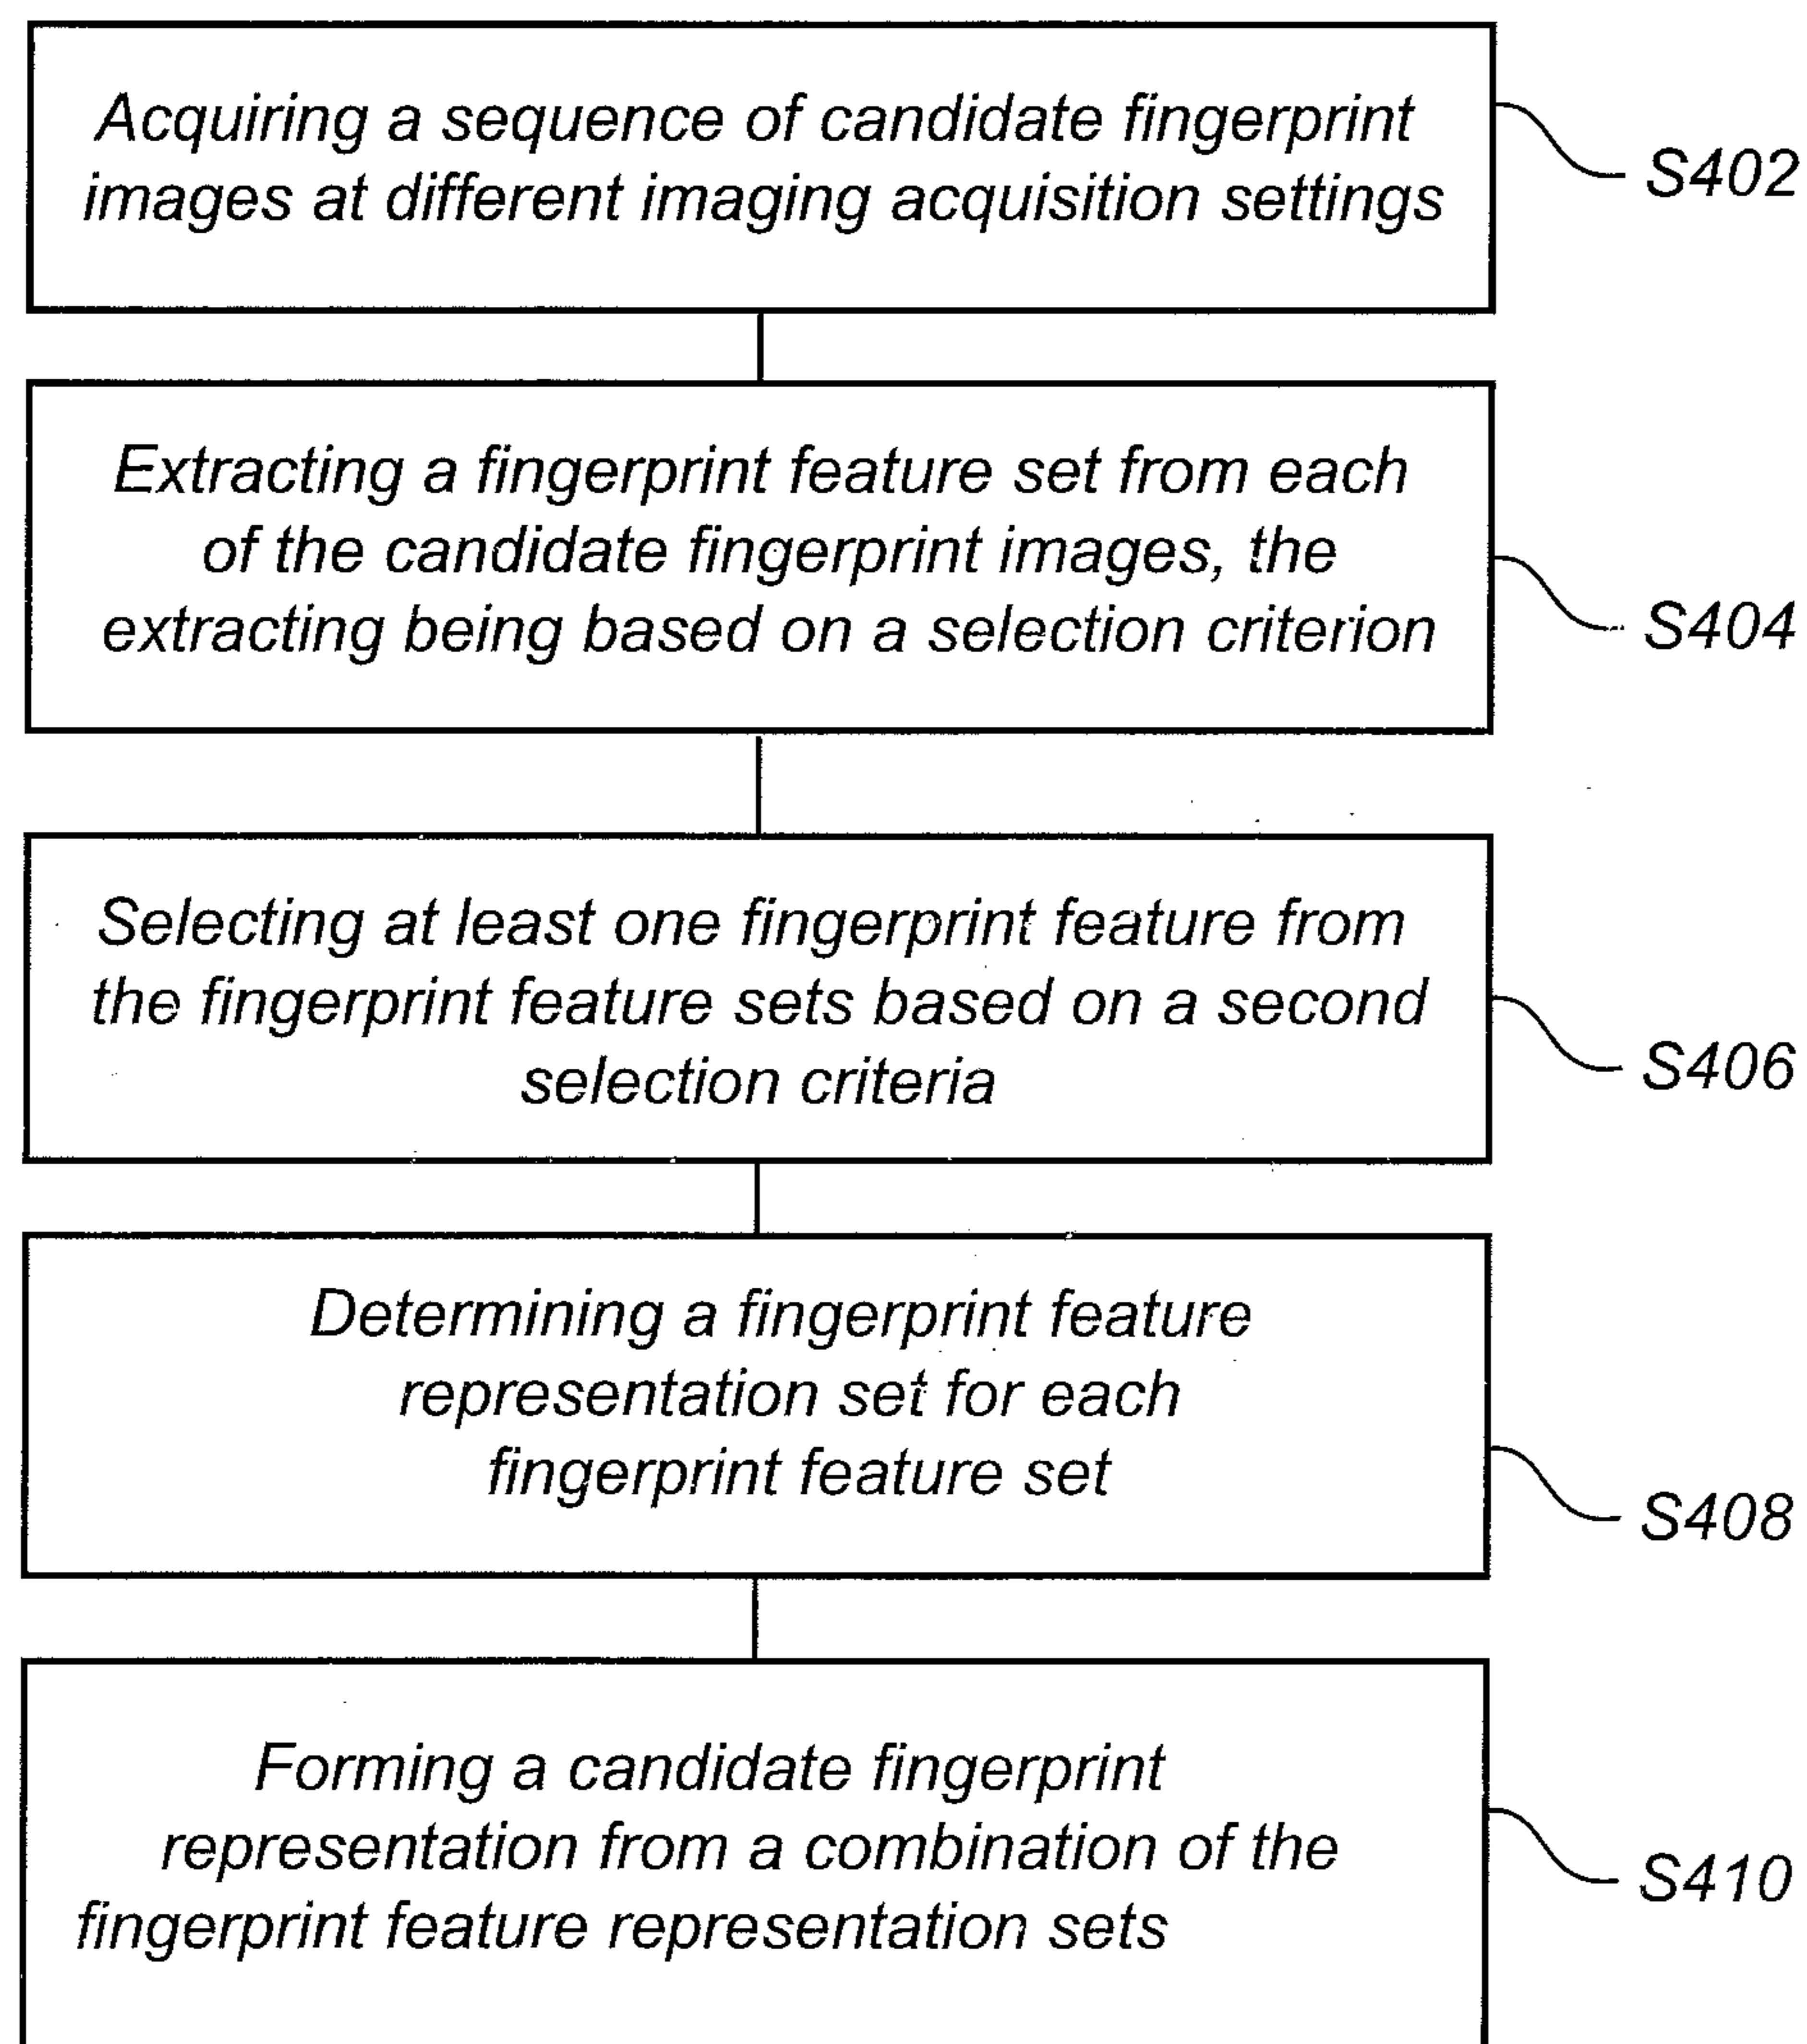 Acquiring a sequence of candidate fingerprint
images at different imaging acquisition settings
S402
Extracting a fingerprint feature set from each
of the candidate fingerprint images, the
extracting being based on a selection criterion
S404
Selecting at least one fingerprint feature from
the fingerprint feature sets based on a second
selection criteria
S406
Determining a fingerprint feature
representation set for each
fingerprint feature set
S408
Forming a candidate fingerprint
representation from a combination of the
fingerprint feature representation sets
S410